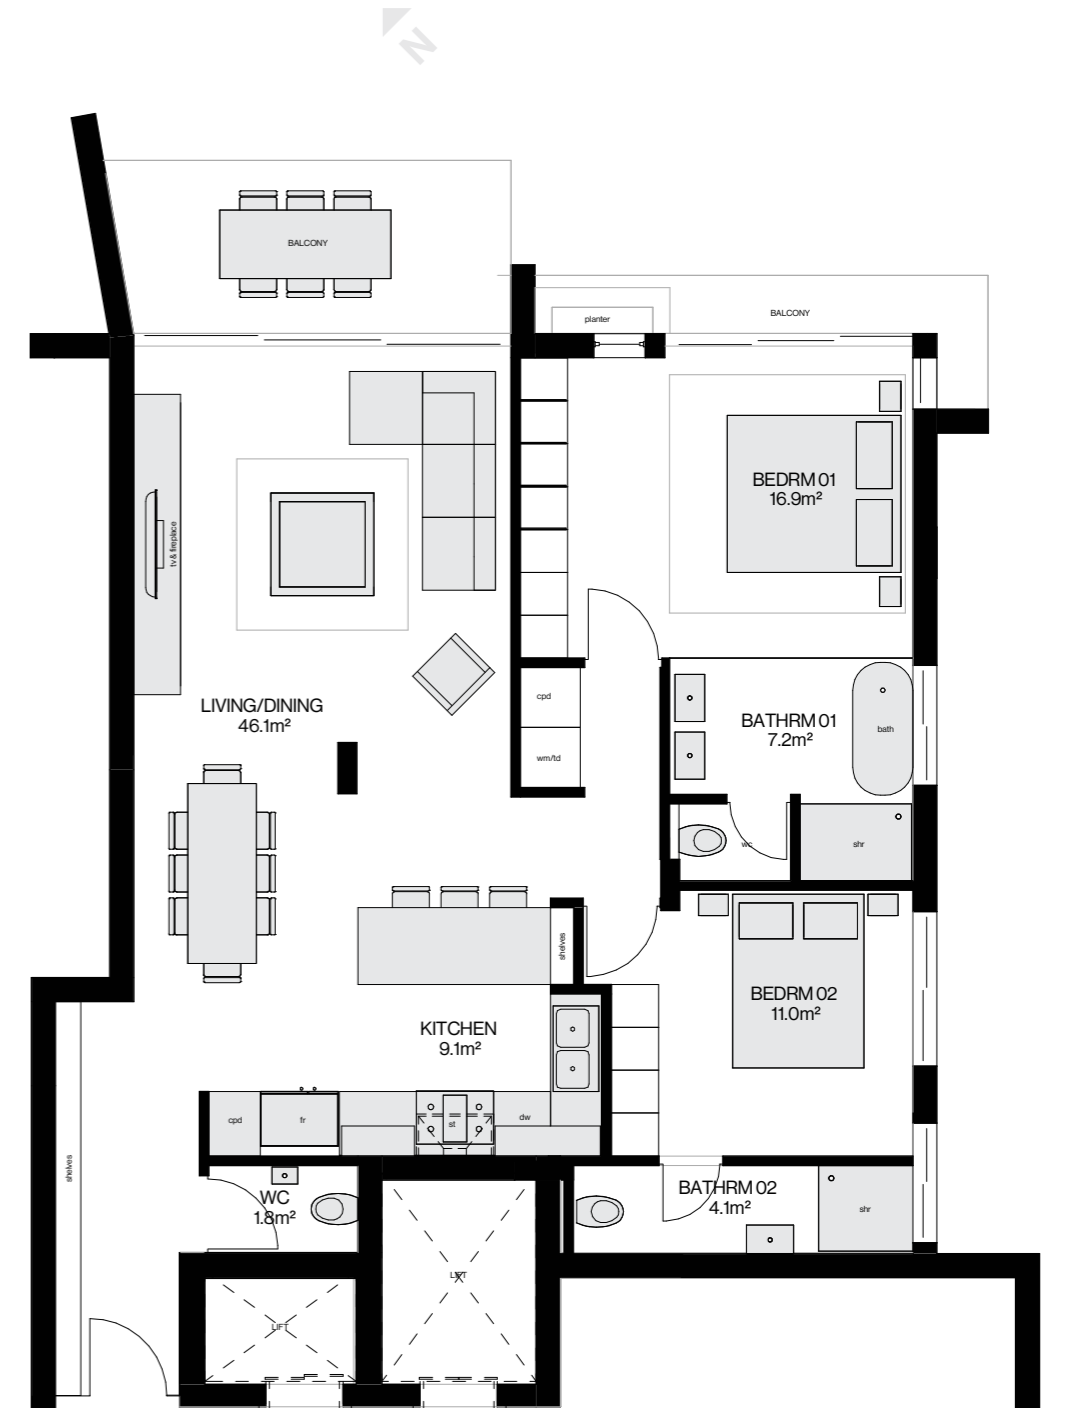 N
BALCONY
planter
BALCONY
BEDRM 01
16.9m²
tv & fireplace
LIVING/DINING
46.1m²
cpd
wm/td
BATHRM 01
7.2m²
bath
wc
shr
shelves
BEDRM 02
11.0m²
KITCHEN
9.1m²
cpd
fr
st
dw
shelves
WC
1.8m²
BATHRM 02
4.1m²
shr
LIFT
LIFT